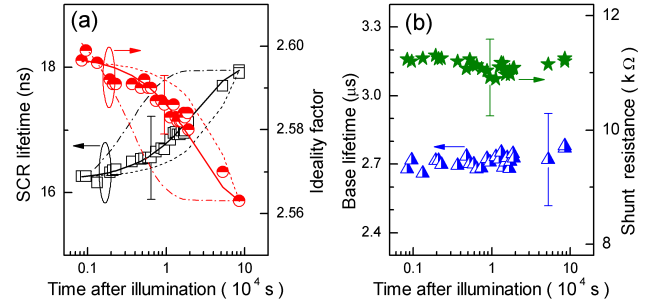 (a)
18
16
SCR lifetime (ns)
2.60
2.58
2.56
Ideality factor
0.1
1
10
Time after illumination ( 10⁴ s)
(b)
3.3
3.0
2.7
2.4
Base lifetime (μs)
12
10
8
Shunt resistance ( k Ω )
0.1
1
10
Time after illumination ( 10⁴ s)